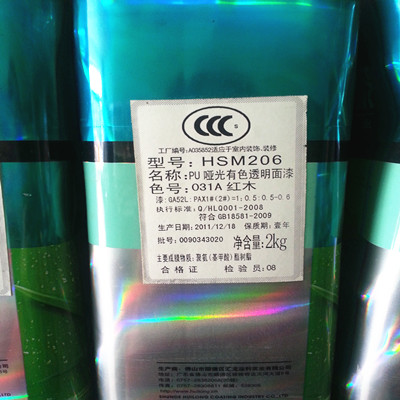 CCC
工厂编号:A035852适应于室内装饰、装修
型号: HSM206
名称: PU 哑光有色透明面漆
色号: 031A 红木
漆:GA52L:PAX1#(2#)=1:0.5:0.5-0.6
执行标准: Q/HLQ001-2008
符合GB18581-2009
生产日期: 2011/12/18 保质期: 壹年
批号: 0090343020 净含量:2kg
主要成膜物质: 聚氨(基甲酸)酯树脂
合格证 检验员:08